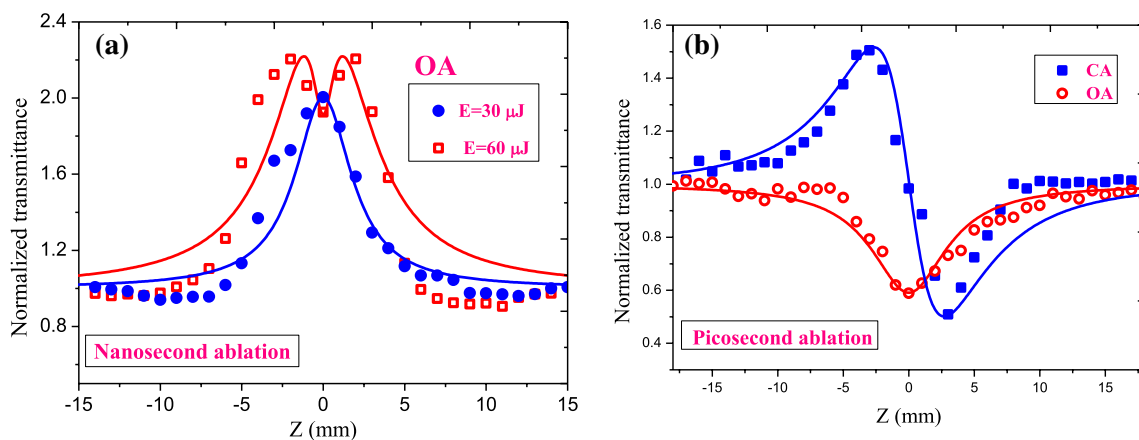 (a)
OA
E=30 μJ
E=60 μJ
Nanosecond ablation
Normalized transmittance
2.4
2.0
1.6
1.2
0.8
-15 -10 -5 0 5 10 15
Z (mm)
(b)
CA
OA
Picosecond ablation
Normalized transmittance
1.6
1.4
1.2
1.0
0.8
0.6
0.4
-15 -10 -5 0 5 10 15
Z (mm)